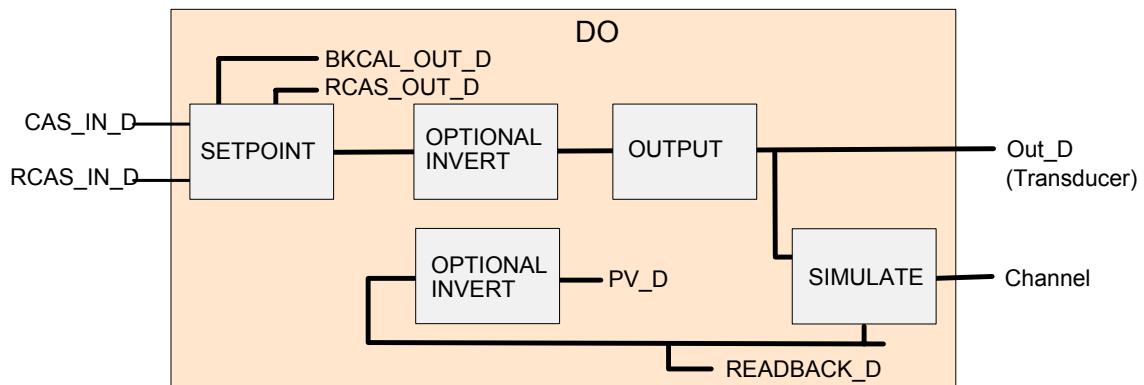 DO
BKCAL_OUT_D
RCAS_OUT_D
CAS_IN_D
RCAS_IN_D
SETPOINT
OPTIONAL
INVERT
OUTPUT
Out_D
(Transducer)
OPTIONAL
INVERT
PV_D
SIMULATE
Channel
READBACK_D